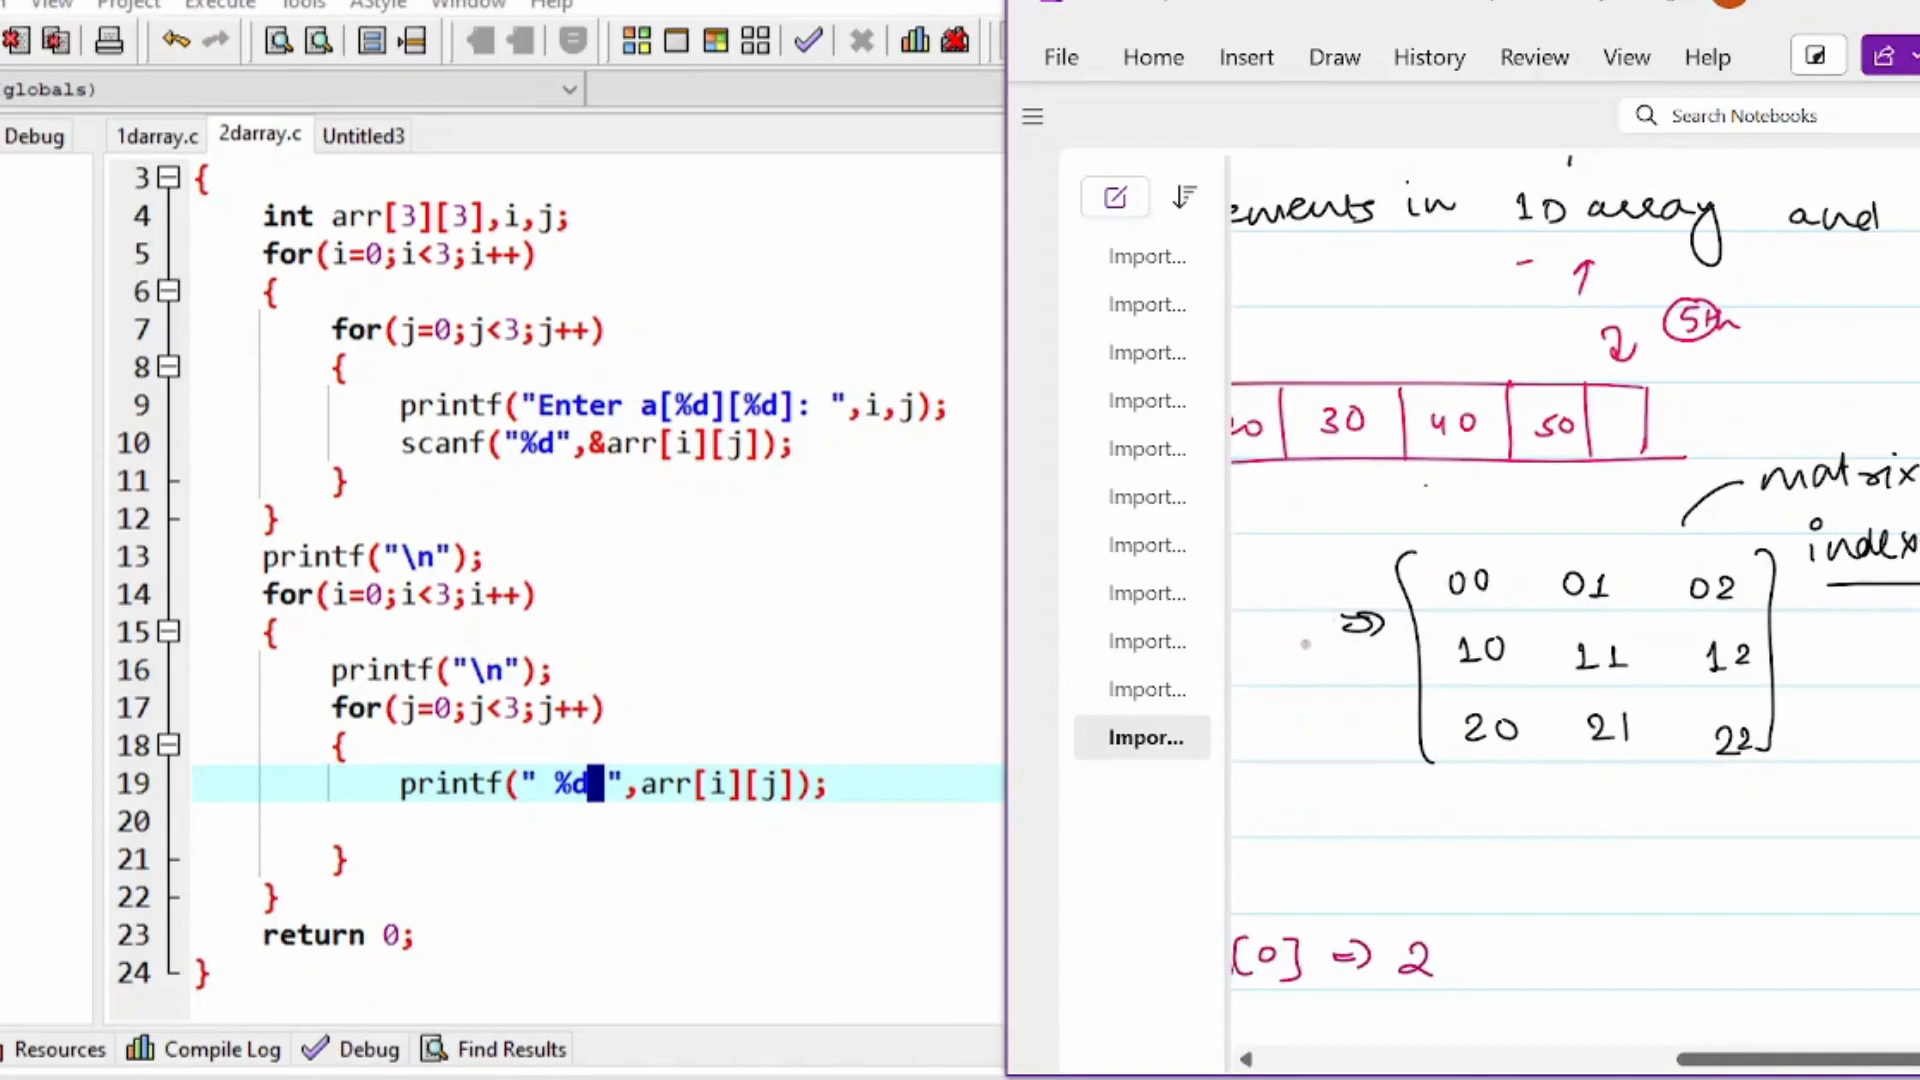 View Project Execute Tools AStyle Window Help
globals)
Debug 1darray.c 2darray.c Untitled3
3 {
4 int arr[3][3],i,j;
5 for(i=0;i<3;i++)
6 {
7 for(j=0;j<3;j++)
8 {
9 printf("Enter a[%d][%d]: ",i,j);
10 scanf("%d",&arr[i][j]);
11 }
12 }
13 printf("\n");
14 for(i=0;i<3;i++)
15 {
16 printf("\n");
17 for(j=0;j<3;j++)
18 {
19 printf(" %d ",arr[i][j]);
20
21 }
22 }
23 return 0;
24 }
Resources Compile Log Debug Find Results
File Home Insert Draw History Review View Help
Search Notebooks
Import...
Import...
Import...
Import...
Import...
Import...
Import...
Import...
Import...
Import...
Impor...
ements in 1D array and
2 5th
20 30 40 50
matrix
index
⇒ 00 01 02
10 11 12
20 21 22
[0] ⇒ 2